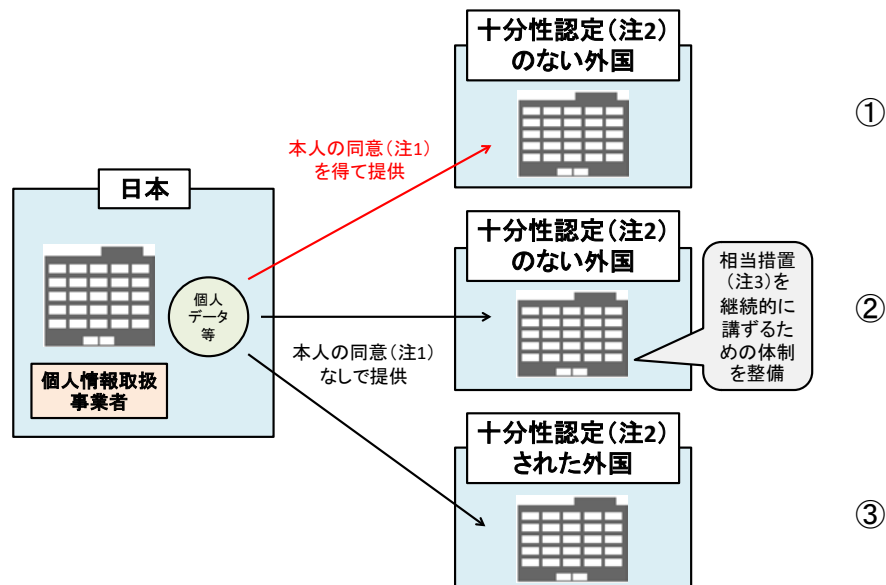 十分性認定(注2)
のない外国
①
本人の同意(注1)
を得て提供
日本
個人
データ
等
個人情報取扱
事業者
十分性認定(注2)
のない外国
相当措置
(注3)を
継続的に
講ずるた
めの体制
を整備
②
本人の同意(注1)
なしで提供
十分性認定(注2)
された外国
③